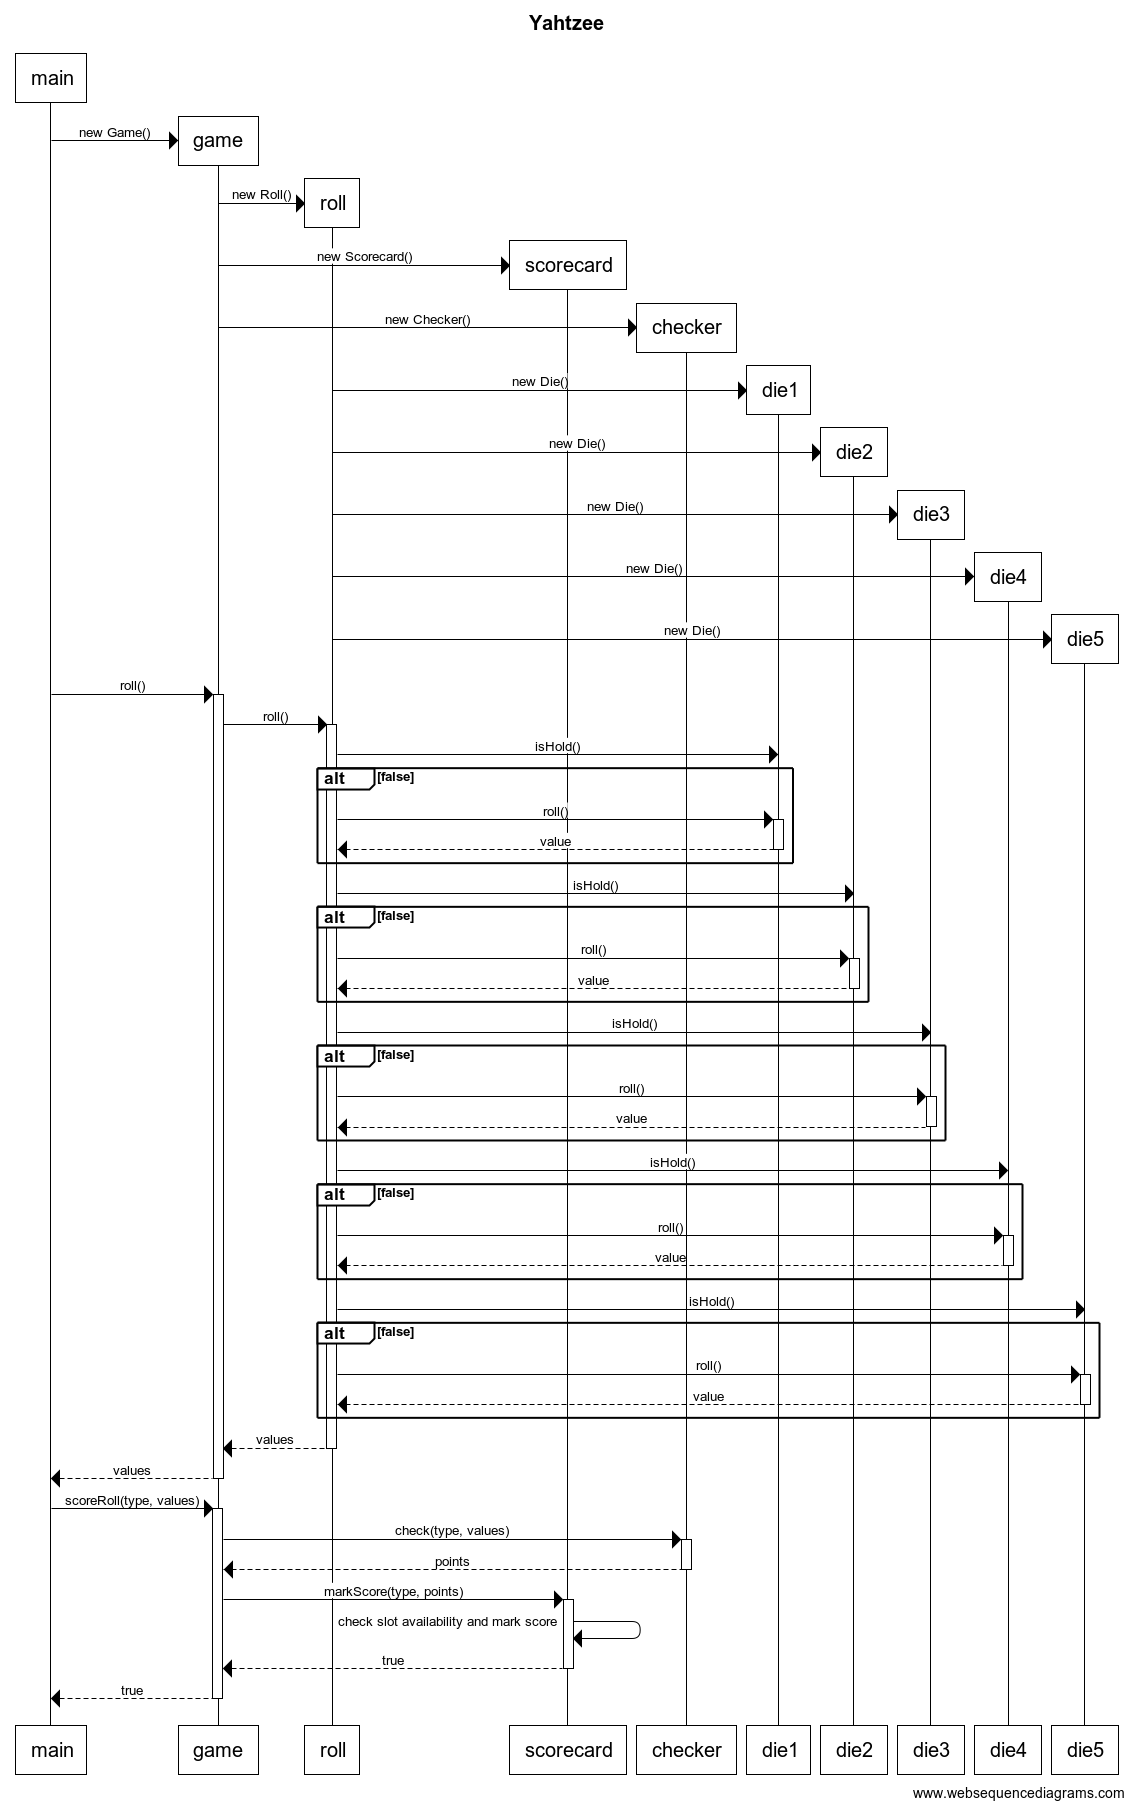 Yahtzee
main
new Game()
game
new Roll()
roll
new Scorecard()
scorecard
new Checker()
checker
new Die()
die1
new Die()
die2
new Die()
die3
new Die()
die4
new Die()
die5
roll()
roll()
isHold()
alt [false]
roll()
value
isHold()
alt [false]
roll()
value
isHold()
alt [false]
roll()
value
isHold()
alt [false]
roll()
value
isHold()
alt [false]
roll()
value
values
values
scoreRoll(type, values)
check(type, values)
points
markScore(type, points)
check slot availability and mark score
true
true
main game roll scorecard checker die1 die2 die3 die4 die5
www.websequencediagrams.com